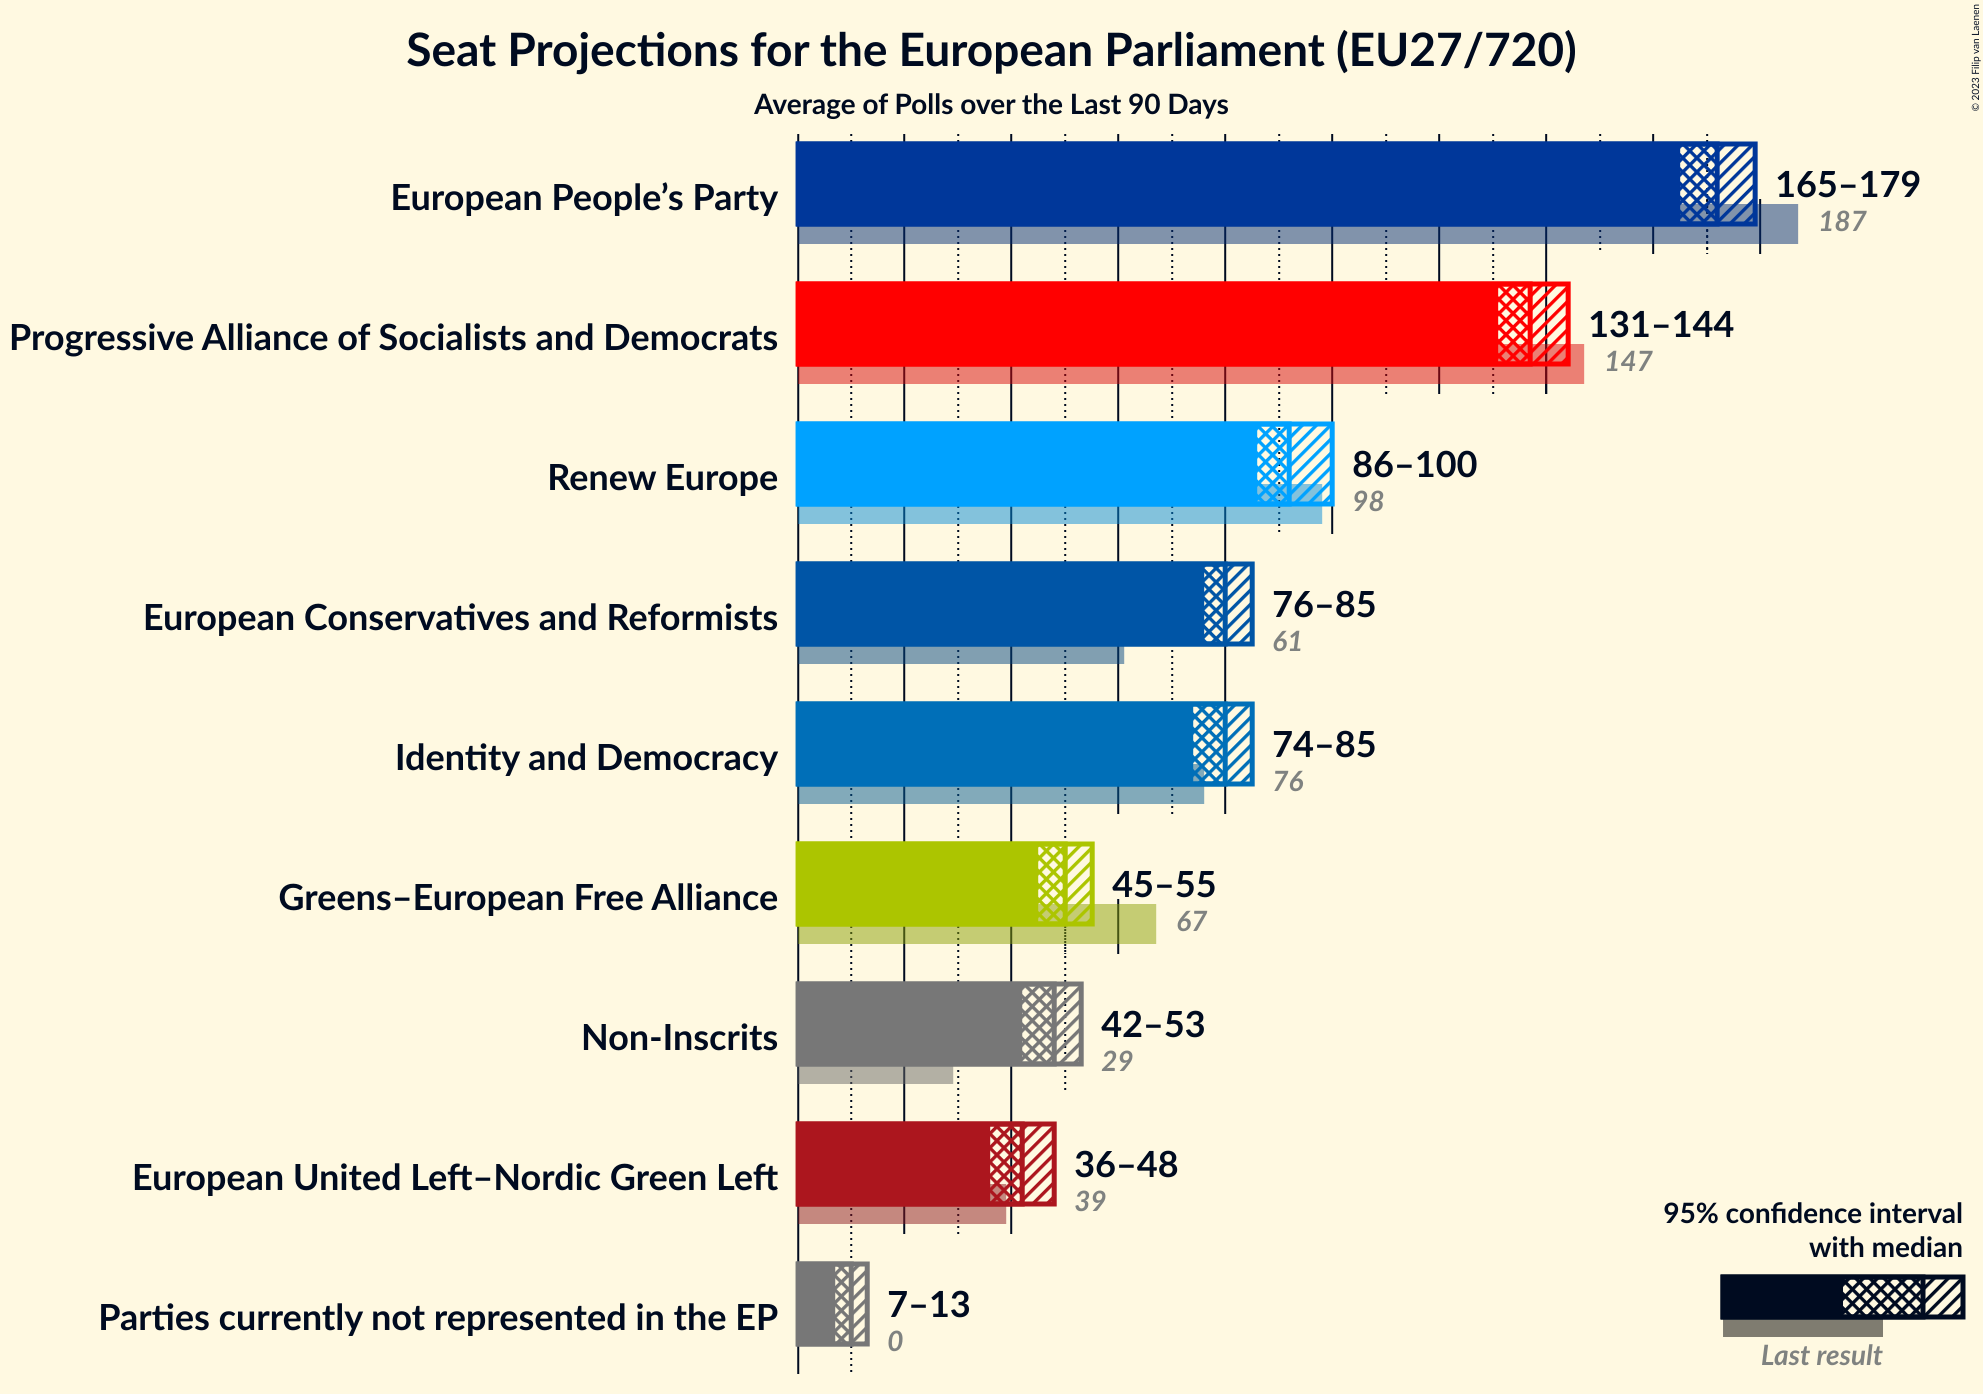 Seat Projections for the European Parliament (EU27/720)
Average of Polls over the Last 90 Days
© 2023 Filip van Laenen
European People’s Party
165–179
187
Progressive Alliance of Socialists and Democrats
131–144
147
Renew Europe
86–100
98
European Conservatives and Reformists
76–85
61
Identity and Democracy
74–85
76
Greens–European Free Alliance
45–55
67
Non-Inscrits
42–53
29
European United Left–Nordic Green Left
36–48
39
Parties currently not represented in the EP
7–13
0
95% confidence interval
with median
Last result